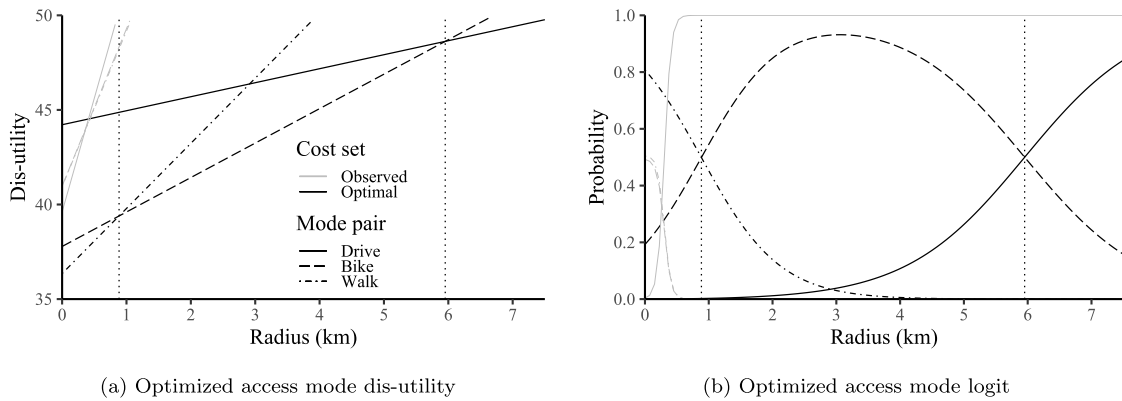 50
45
40
35
Dis-utility
0 1 2 3 4 5 6 7
Radius (km)
Cost set
Observed
Optimal
Mode pair
Drive
Bike
Walk
(a) Optimized access mode dis-utility
1.0
0.8
0.6
0.4
0.2
0.0
Probability
0 1 2 3 4 5 6 7
Radius (km)
(b) Optimized access mode logit